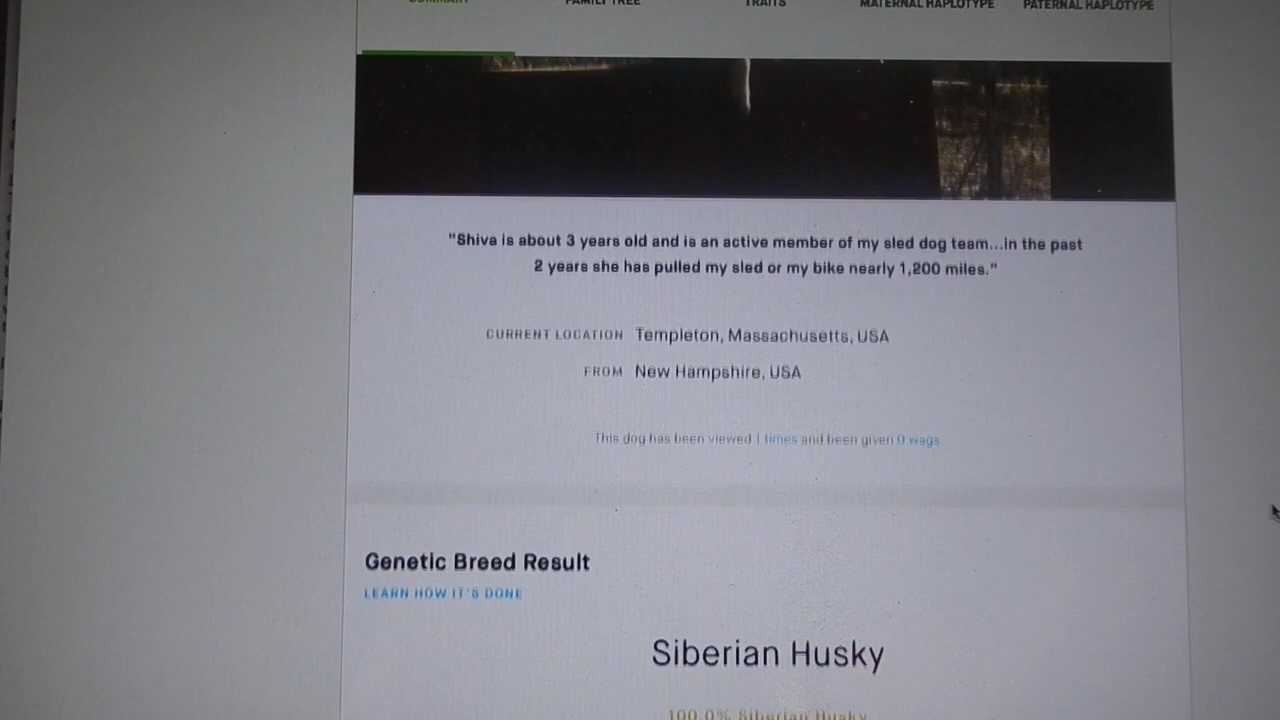 SUMMARY FAMILY TREE TRAITS MATERNAL HAPLOTYPE PATERNAL HAPLOTYPE
"Shiva is about 3 years old and is an active member of my sled dog team...in the past
2 years she has pulled my sled or my bike nearly 1,200 miles."
CURRENT LOCATION Templeton, Massachusetts, USA
FROM New Hampshire, USA
This dog has been viewed 1 times and been given 0 wags
Genetic Breed Result
LEARN HOW IT'S DONE
Siberian Husky
100.0% Siberian Husky